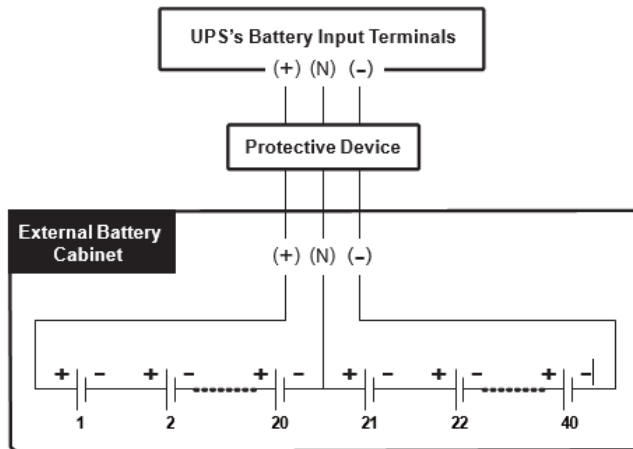 UPS's Battery Input Terminals
(+) (N) (-)
Protective Device
External Battery
Cabinet
(+) (N) (-)
+ - + - + - + - + - + -
1 2 20 21 22 40